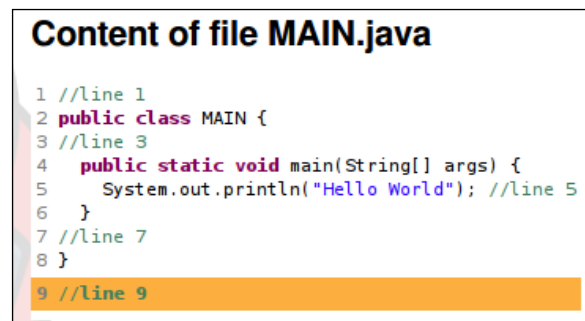 Content of file MAIN.java
1 //line 1
2 public class MAIN {
3 //line 3
4   public static void main(String[] args) {
5     System.out.println("Hello World"); //line 5
6   }
7 //line 7
8 }
9 //line 9